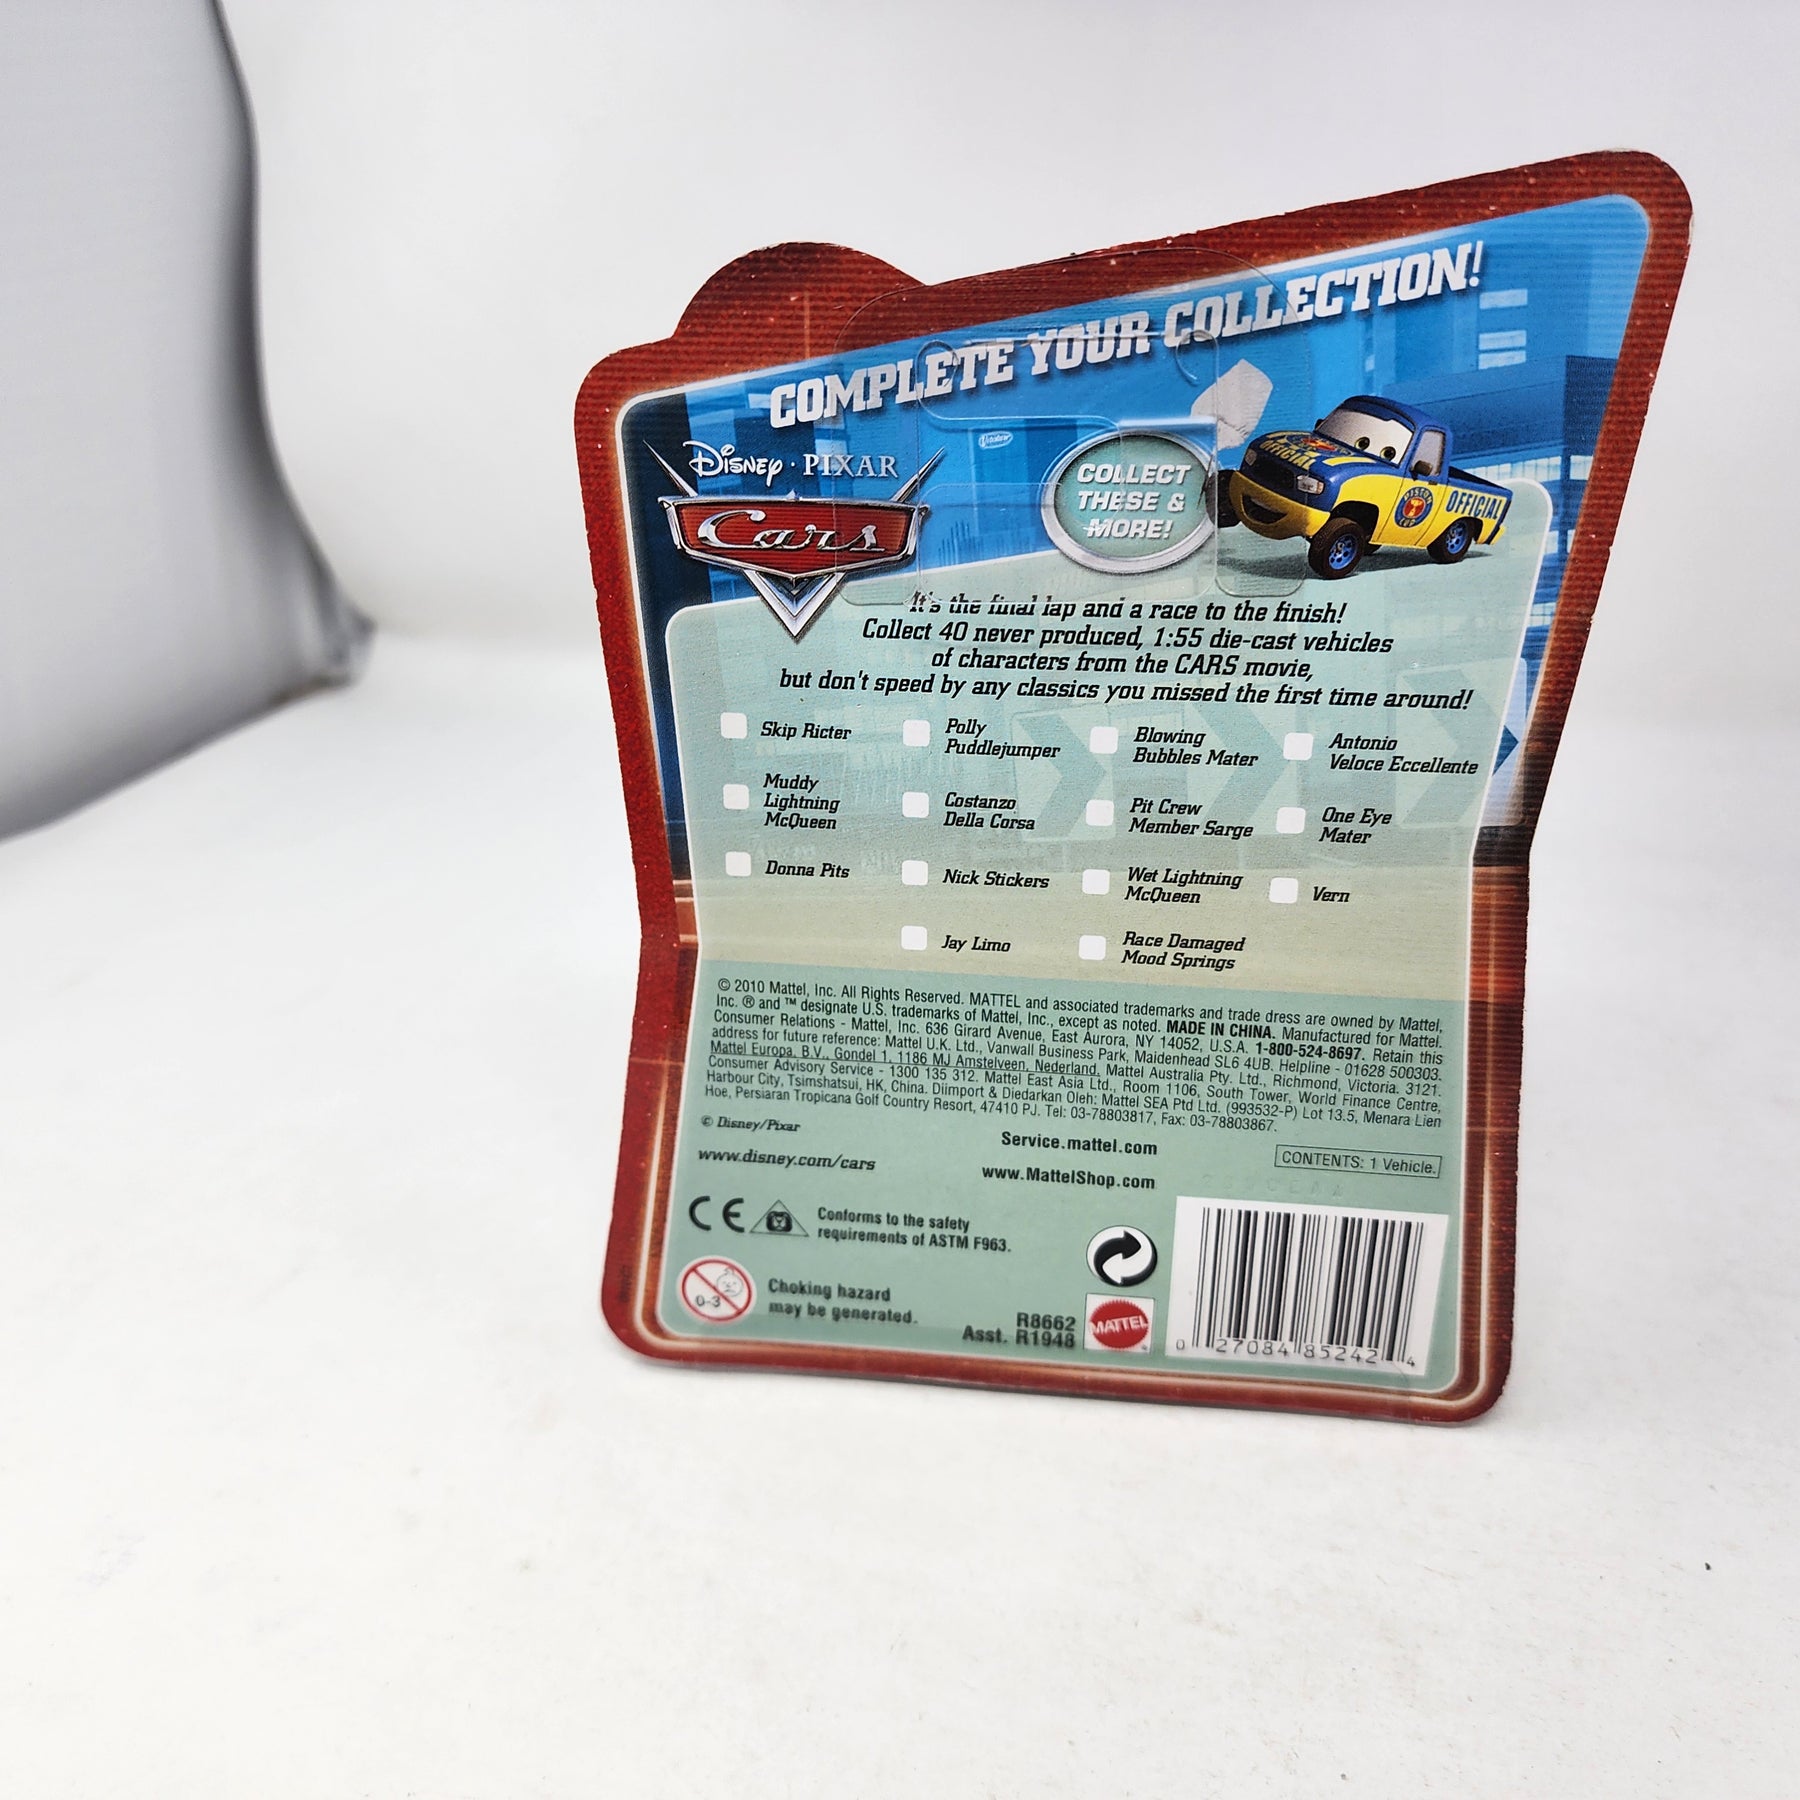 COMPLETE YOUR COLLECTION!
Disney · PIXAR
Cars
COLLECT
THESE &
MORE!
OFFICIAL
PISTON
CUP
OFFICIAL
It's the final lap and a race to the finish!
Collect 40 never produced, 1:55 die-cast vehicles
of characters from the CARS movie,
but don't speed by any classics you missed the first time around!
Skip Ricter
Polly
Puddlejumper
Blowing
Bubbles Mater
Antonio
Veloce Eccellente
Muddy
Lightning
McQueen
Costanzo
Della Corsa
Pit Crew
Member Sarge
One Eye
Mater
Donna Pits
Nick Stickers
Wet Lightning
McQueen
Vern
Jay Limo
Race Damaged
Mood Springs
© 2010 Mattel, Inc. All Rights Reserved. MATTEL and associated trademarks and trade dress are owned by Mattel,
Inc. ® and ™ designate U.S. trademarks of Mattel, Inc., except as noted. MADE IN CHINA. Manufactured for Mattel.
Consumer Relations - Mattel, Inc. 636 Girard Avenue, East Aurora, NY 14052, U.S.A. 1-800-524-8697. Retain this
address for future reference: Mattel U.K. Ltd., Vanwall Business Park, Maidenhead SL6 4UB. Helpline - 01628 500303.
Mattel Europa, B.V., Gondel 1, 1186 MJ Amstelveen, Nederland. Mattel Australia Pty. Ltd., Richmond, Victoria. 3121.
Consumer Advisory Service - 1300 135 312. Mattel East Asia Ltd., Room 1106, South Tower, World Finance Centre,
Harbour City, Tsimshatsui, HK, China. Diimport & Diedarkan Oleh: Mattel SEA Ptd Ltd. (993532-P) Lot 13.5, Menara Lien
Hoe, Persiaran Tropicana Golf Country Resort, 47410 PJ. Tel: 03-78803817, Fax: 03-78803867.
© Disney/Pixar
www.disney.com/cars
Service.mattel.com
www.MattelShop.com
CONTENTS: 1 Vehicle.
CE
Conforms to the safety
requirements of ASTM F963.
0-3
Choking hazard
may be generated.
R8662
Asst. R1948
MATTEL
0 27084 85242 4